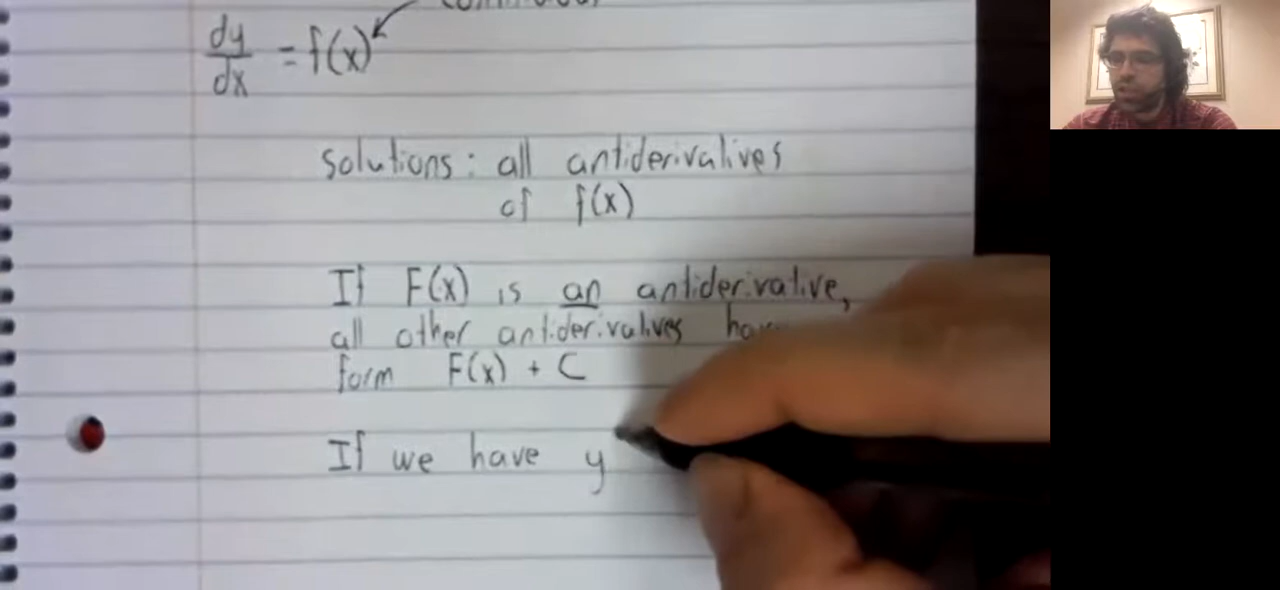 dy/dx = f(x)
solutions: all antiderivatives
of f(x)
If F(x) is an antiderivative,
all other antiderivatives
form F(x) + C
If we have y